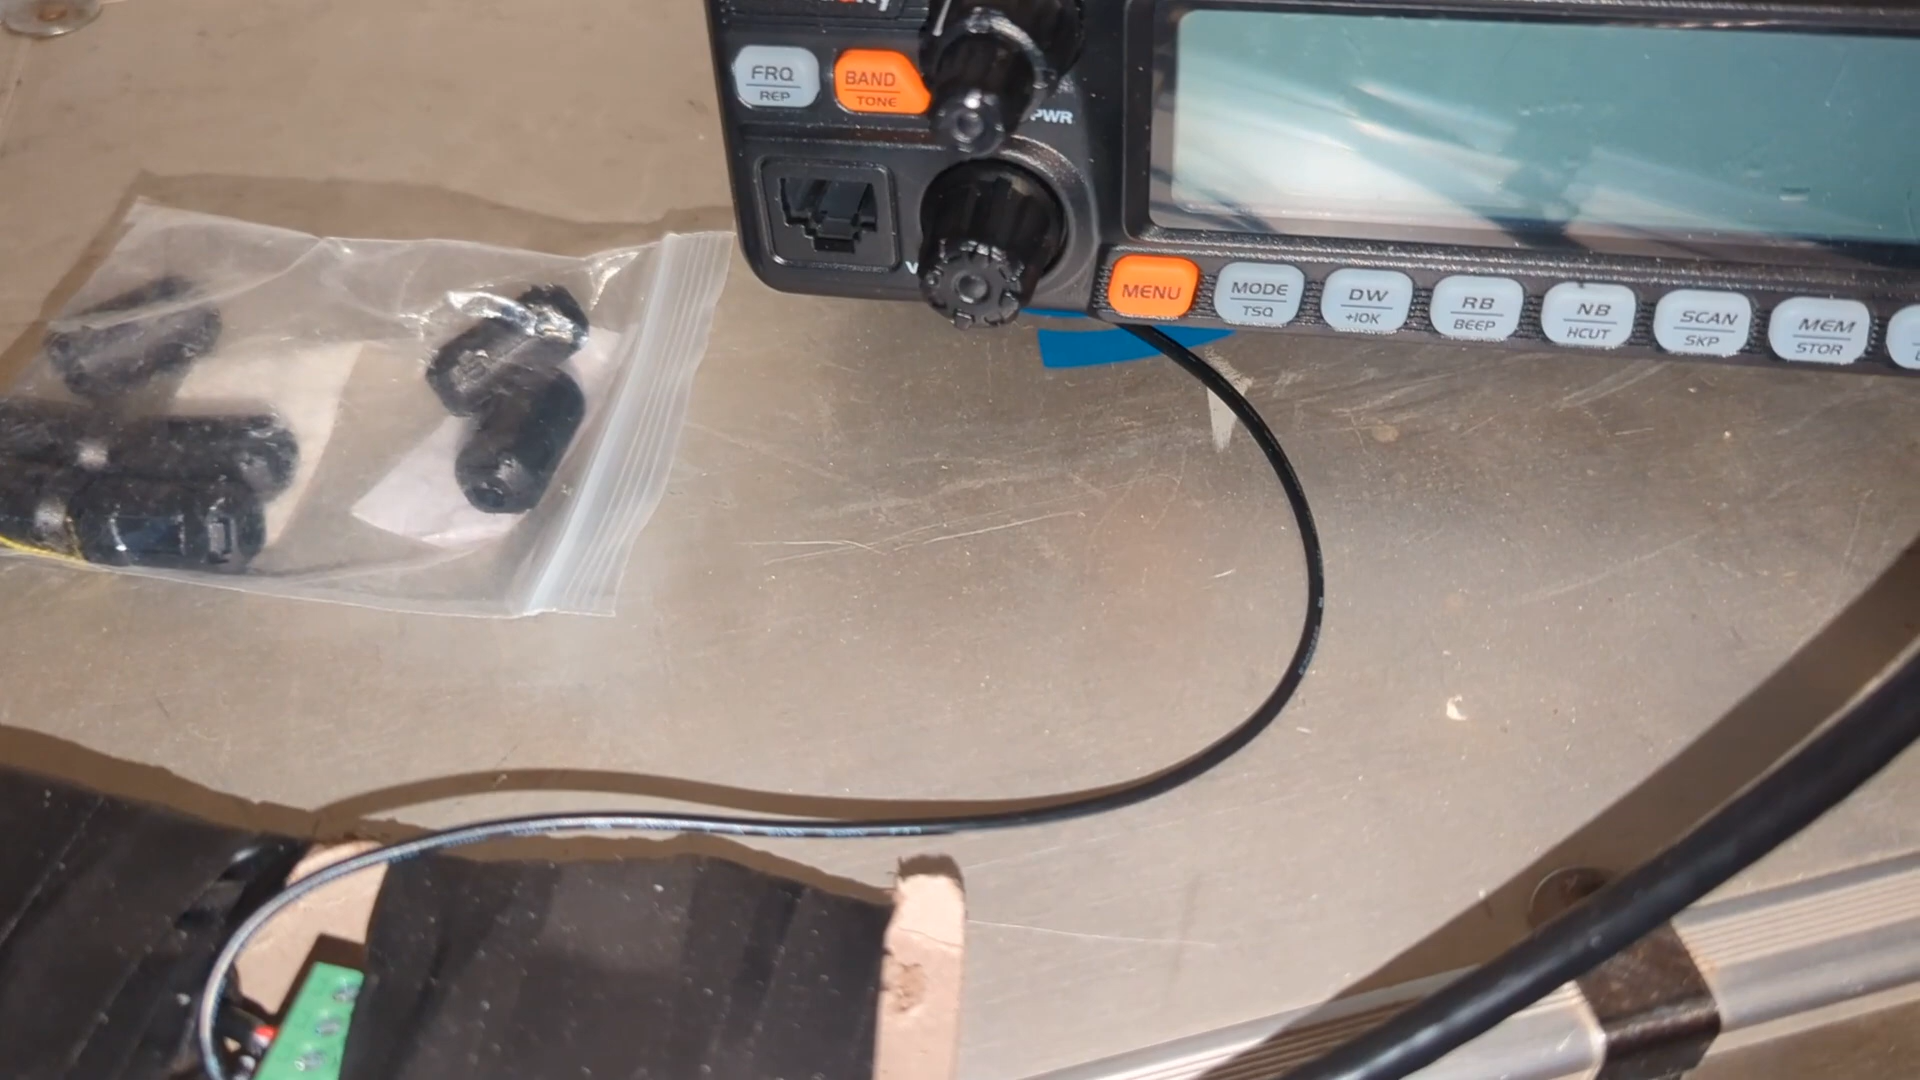 FRQ
REP
BAND
TONE
PWR
MENU
MODE
TSQ
DW
+10K
RB
BEEP
NB
HCUT
SCAN
SKP
MEM
STOR